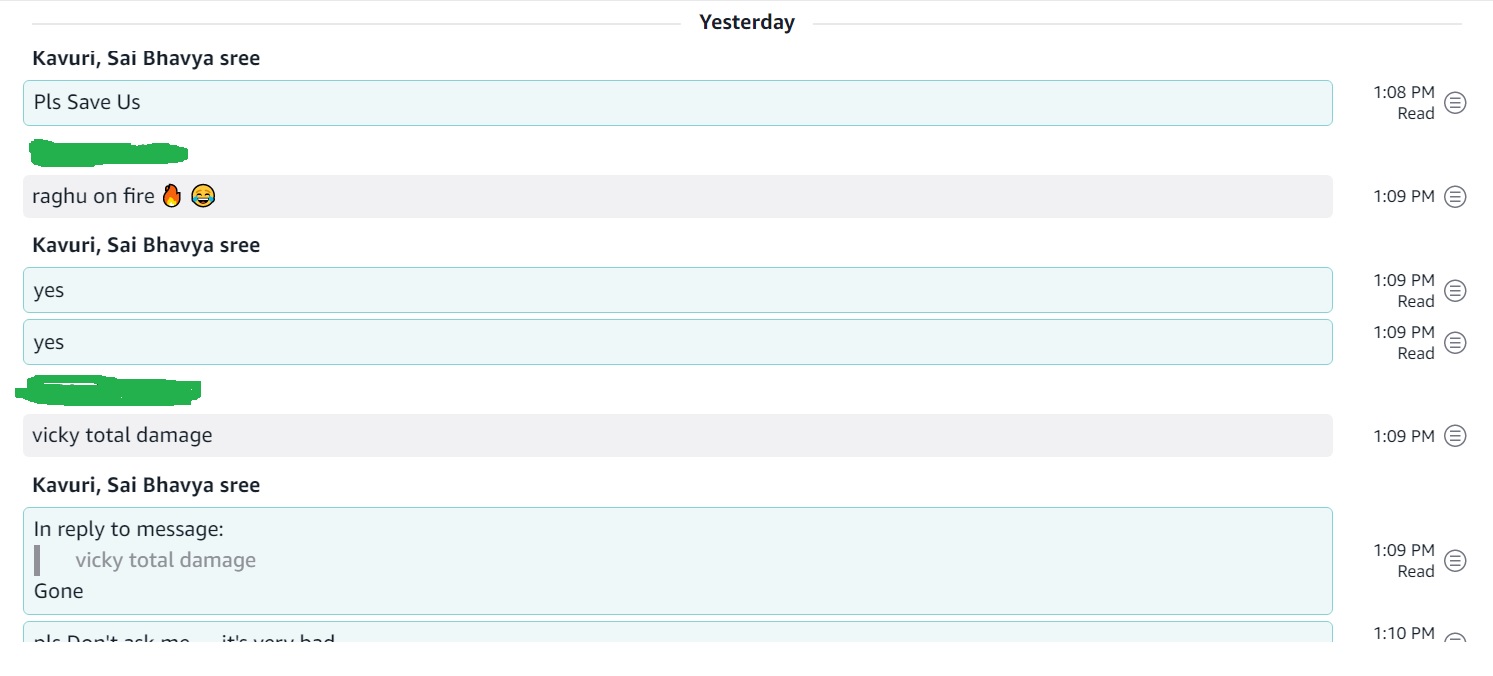 Yesterday
Kavuri, Sai Bhavya sree
Pls Save Us
1:08 PM
Read
raghu on fire 🔥 😂
1:09 PM
Kavuri, Sai Bhavya sree
yes
1:09 PM
Read
yes
1:09 PM
Read
vicky total damage
1:09 PM
Kavuri, Sai Bhavya sree
In reply to message:
vicky total damage
Gone
1:09 PM
Read
pls Don't ask me ... it's very bad
1:10 PM